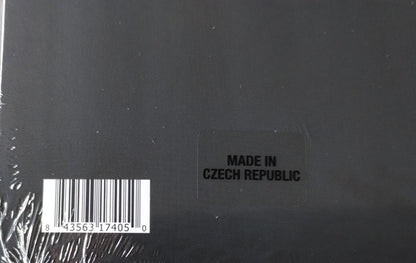 MADE IN
CZECH REPUBLIC
8 43563 17405 0